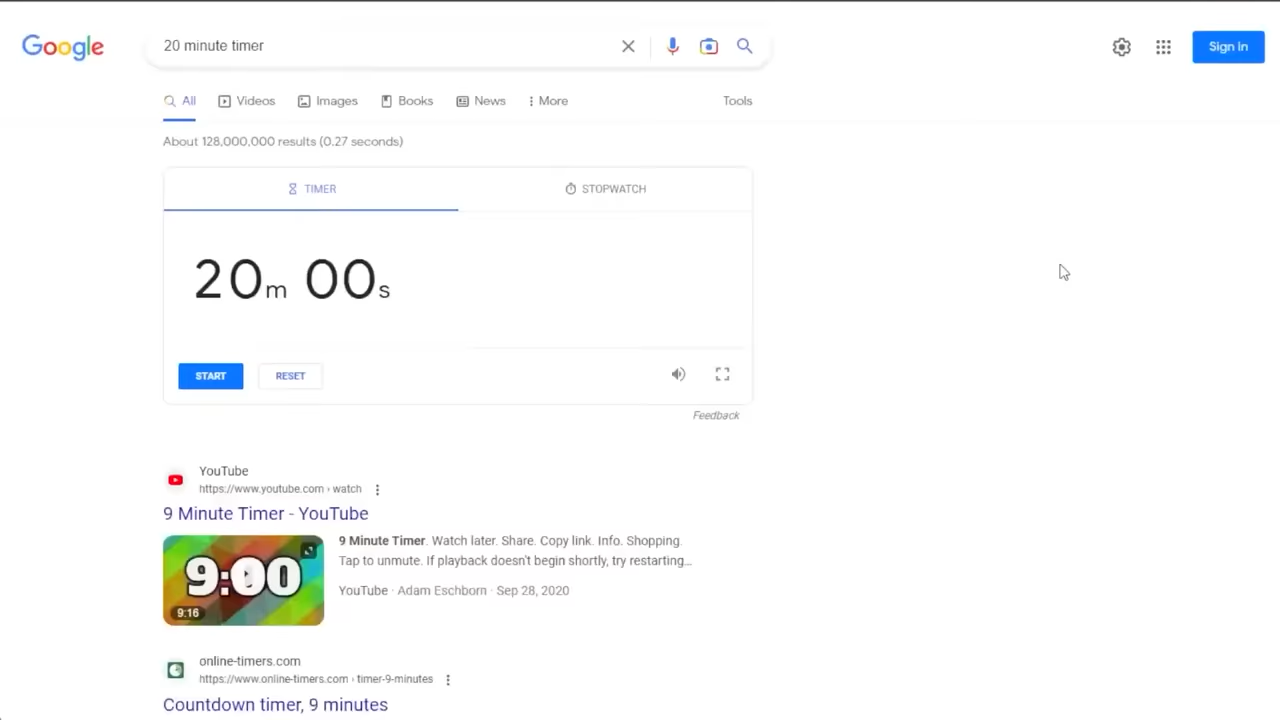 Google
20 minute timer
Sign in
All
Videos
Images
Books
News
More
Tools
About 128,000,000 results (0.27 seconds)
TIMER
STOPWATCH
20m 00s
START
RESET
Feedback
YouTube
https://www.youtube.com › watch
9 Minute Timer - YouTube
9:00
9:16
9 Minute Timer. Watch later. Share. Copy link. Info. Shopping.
Tap to unmute. If playback doesn't begin shortly, try restarting...
YouTube · Adam Eschborn · Sep 28, 2020
online-timers.com
https://www.online-timers.com › timer-9-minutes
Countdown timer, 9 minutes